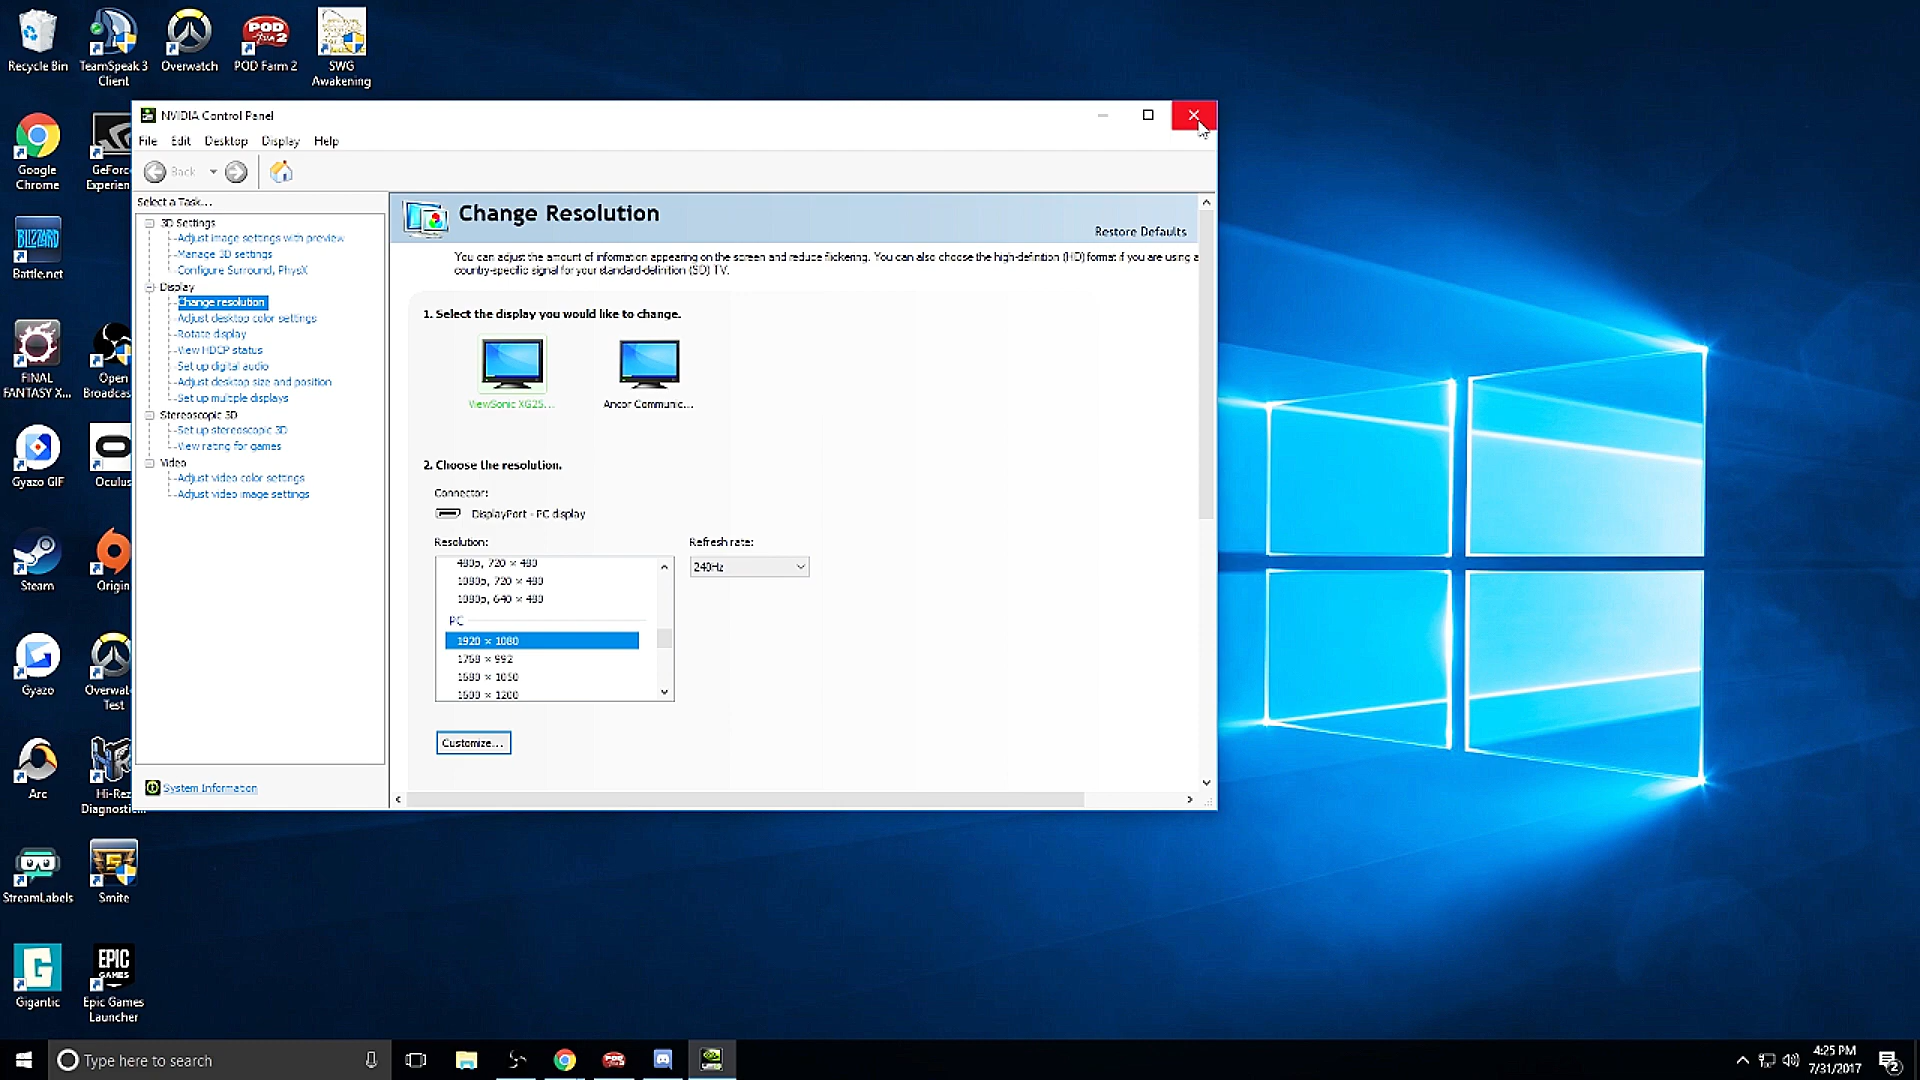 Recycle Bin
TeamSpeak 3
Client
Overwatch
POD Farm 2
SWG
Awakening
Google
Chrome
GeForc
Experien
Battle.net
FINAL
FANTASY X...
Open
Broadcas
Gyazo GIF
Oculus
Steam
Origin
Gyazo
Overwat
Test
Arc
Hi-Rez
Diagnostic...
StreamLabels
Smite
Gigantic
Epic Games
Launcher
BLIZZARD
EPIC
GAMES
NVIDIA Control Panel
File Edit Desktop Display Help
Back
Select a Task...
3D Settings
Adjust image settings with preview
Manage 3D settings
Configure Surround, PhysX
Display
Change resolution
Adjust desktop color settings
Rotate display
View HDCP status
Set up digital audio
Adjust desktop size and position
Set up multiple displays
Stereoscopic 3D
Set up stereoscopic 3D
View rating for games
Video
Adjust video color settings
Adjust video image settings
System Information
Change Resolution
Restore Defaults
You can adjust the amount of information appearing on the screen and reduce flickering. You can also choose the high-definition (HD) format if you are using a
country-specific signal for your standard-definition (SD) TV.
1. Select the display you would like to change.
ViewSonic XG25...
Ancor Communic...
2. Choose the resolution.
Connector:
DisplayPort - PC display
Resolution:
Refresh rate:
480p, 720 × 480
240Hz
1080p, 720 × 480
1080p, 640 × 480
PC
1920 × 1080
1768 × 992
1680 × 1050
1600 × 1200
Customize...
Type here to search
4:25 PM
7/31/2017
2